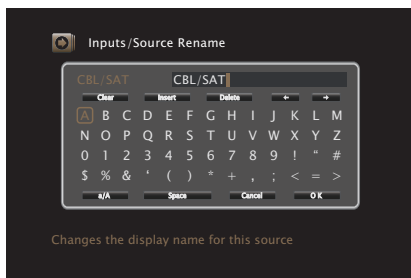 Inputs/Source Rename
CBL/SAT CBL/SAT
Clear Insert Delete ← →
A B C D E F G H I J K L M
N O P Q R S T U V W X Y Z
0 1 2 3 4 5 6 7 8 9 ! “ #
$ % & ‘ ( ) * + , ; < = >
a/A Space Cancel OK
Changes the display name for this source